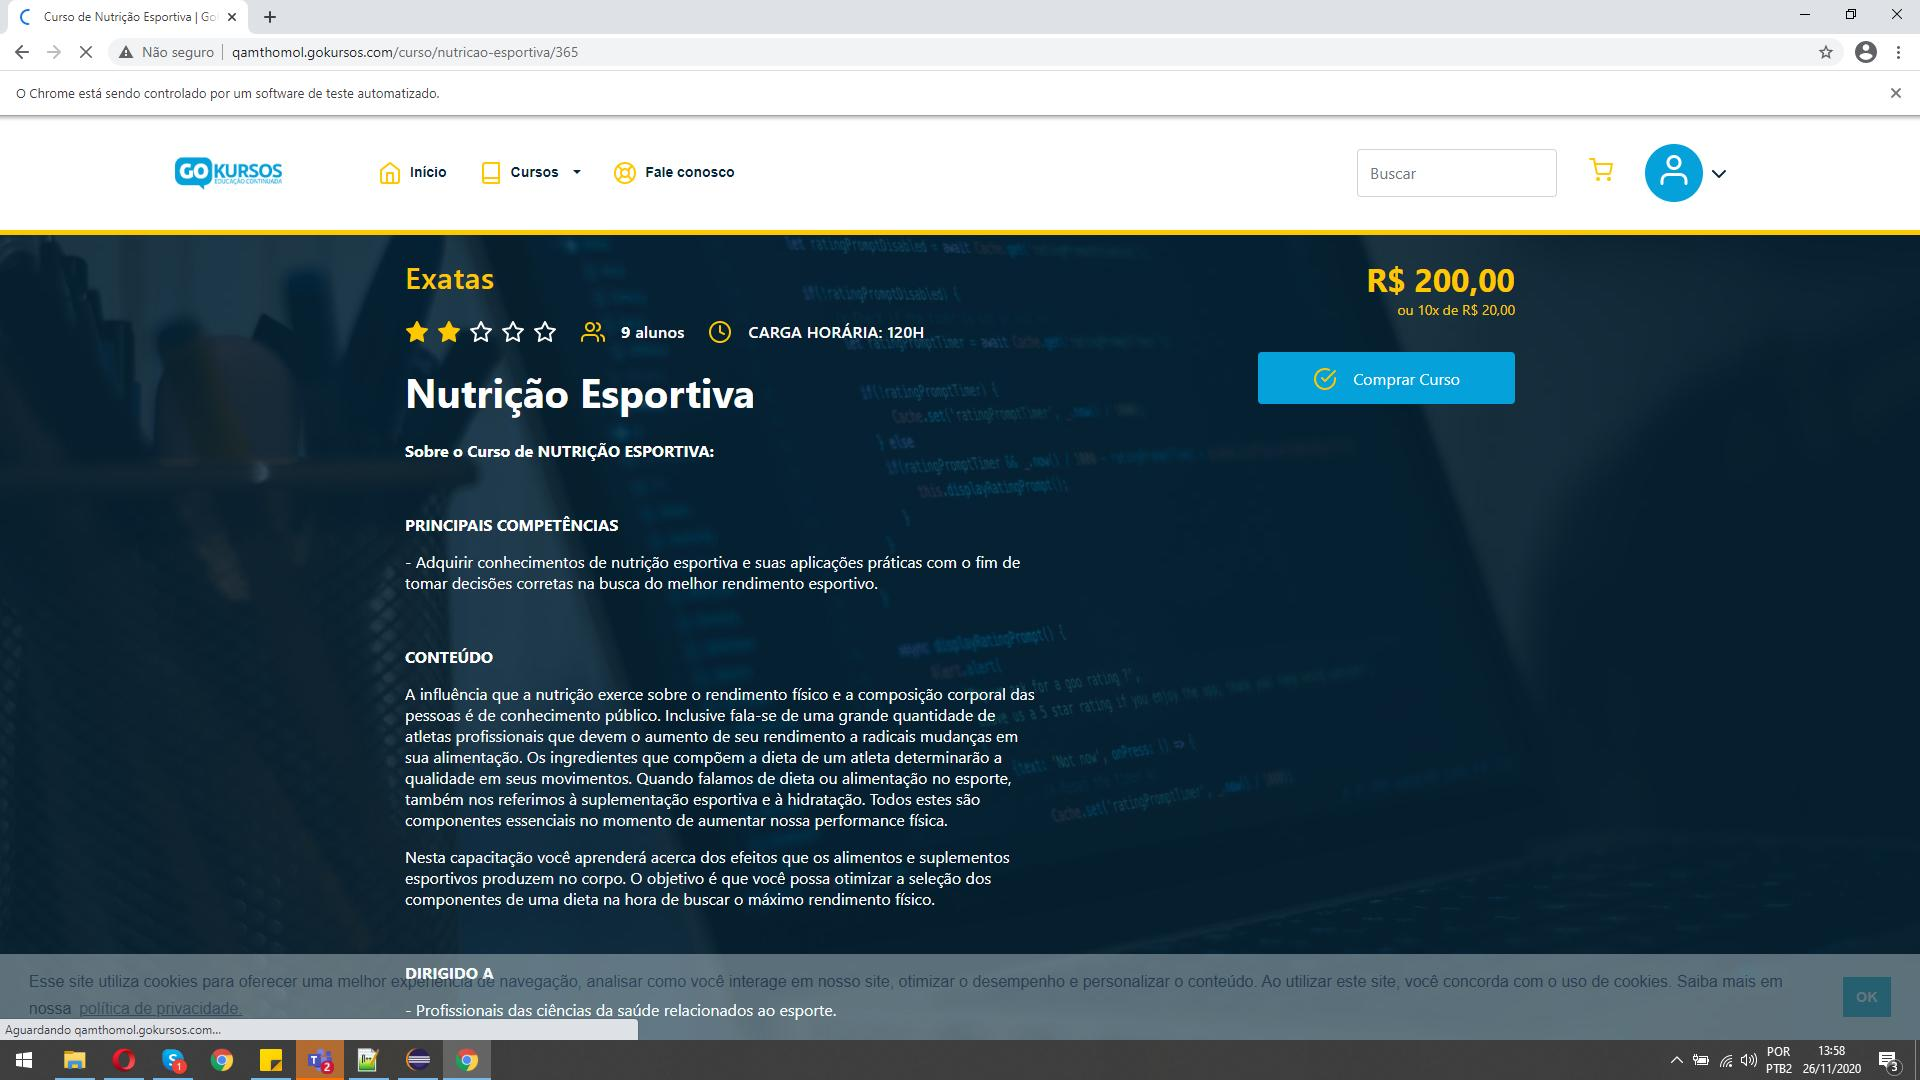 Curso de Nutrição Esportiva | Go
Não seguro
qamthomol.gokursos.com/curso/nutricao-esportiva/365
O Chrome está sendo controlado por um software de teste automatizado.
GOKURSOS
EDUCAÇÃO CONTINUADA
Início
Cursos
Fale conosco
Buscar
Exatas
R$ 200,00
ou 10x de R$ 20,00
9 alunos
CARGA HORÁRIA: 120H
Comprar Curso
Nutrição Esportiva
Sobre o Curso de NUTRIÇÃO ESPORTIVA:
PRINCIPAIS COMPETÊNCIAS
- Adquirir conhecimentos de nutrição esportiva e suas aplicações práticas com o fim de
tomar decisões corretas na busca do melhor rendimento esportivo.
CONTEÚDO
A influência que a nutrição exerce sobre o rendimento físico e a composição corporal das
pessoas é de conhecimento público. Inclusive fala-se de uma grande quantidade de
atletas profissionais que devem o aumento de seu rendimento a radicais mudanças em
sua alimentação. Os ingredientes que compõem a dieta de um atleta determinarão a
qualidade em seus movimentos. Quando falamos de dieta ou alimentação no esporte,
também nos referimos à suplementação esportiva e à hidratação. Todos estes são
componentes essenciais no momento de aumentar nossa performance física.
Nesta capacitação você aprenderá acerca dos efeitos que os alimentos e suplementos
esportivos produzem no corpo. O objetivo é que você possa otimizar a seleção dos
componentes de uma dieta na hora de buscar o máximo rendimento físico.
DIRIGIDO A
- Profissionais das ciências da saúde relacionados ao esporte.
Esse site utiliza cookies para oferecer uma melhor experiência de navegação, analisar como você interage em nosso site, otimizar o desempenho e personalizar o conteúdo. Ao utilizar este site, você concorda com o uso de cookies. Saiba mais em
nossa política de privacidade.
OK
Aguardando qamthomol.gokursos.com...
POR
PTB2
13:58
26/11/2020
3